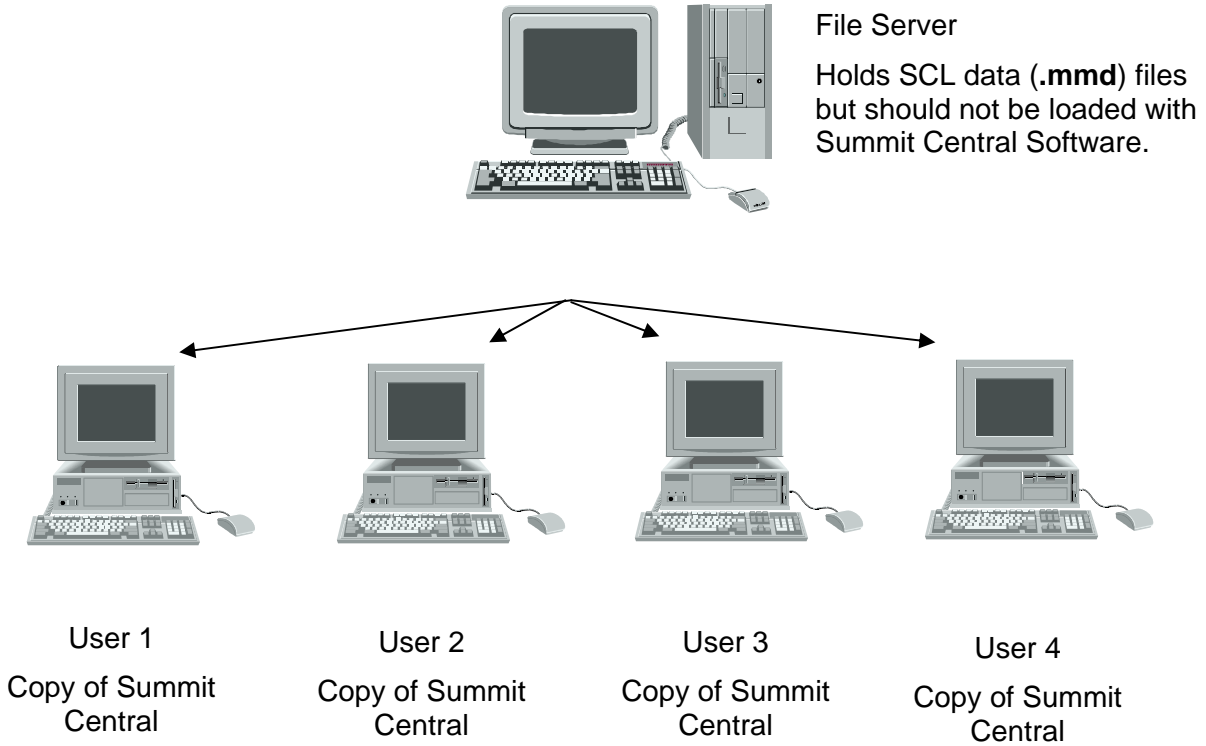 File Server
Holds SCL data (.mmd) files
but should not be loaded with
Summit Central Software.
User 1
Copy of Summit
Central
User 2
Copy of Summit
Central
User 3
Copy of Summit
Central
User 4
Copy of Summit
Central